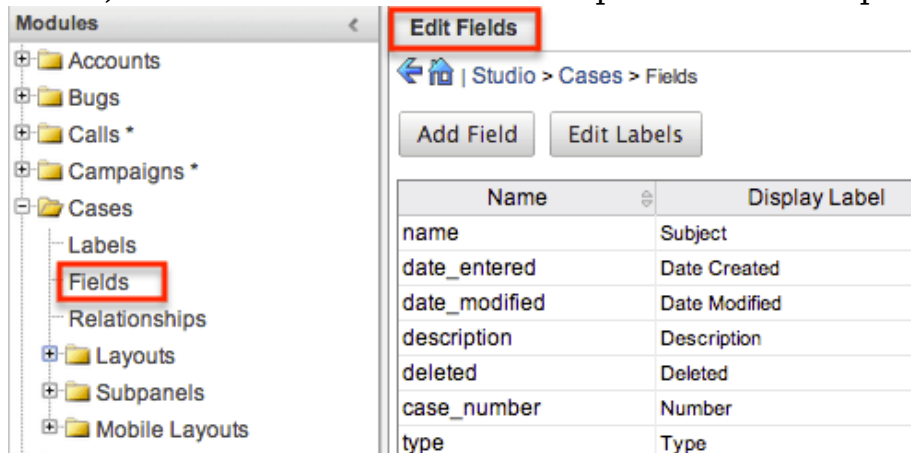 Modules <
Accounts
Bugs
Calls *
Campaigns *
Cases
Labels
Fields
Relationships
Layouts
Subpanels
Mobile Layouts
Edit Fields
| Studio > Cases > Fields
Add Field Edit Labels
Name Display Label
name Subject
date_entered Date Created
date_modified Date Modified
description Description
deleted Deleted
case_number Number
type Type